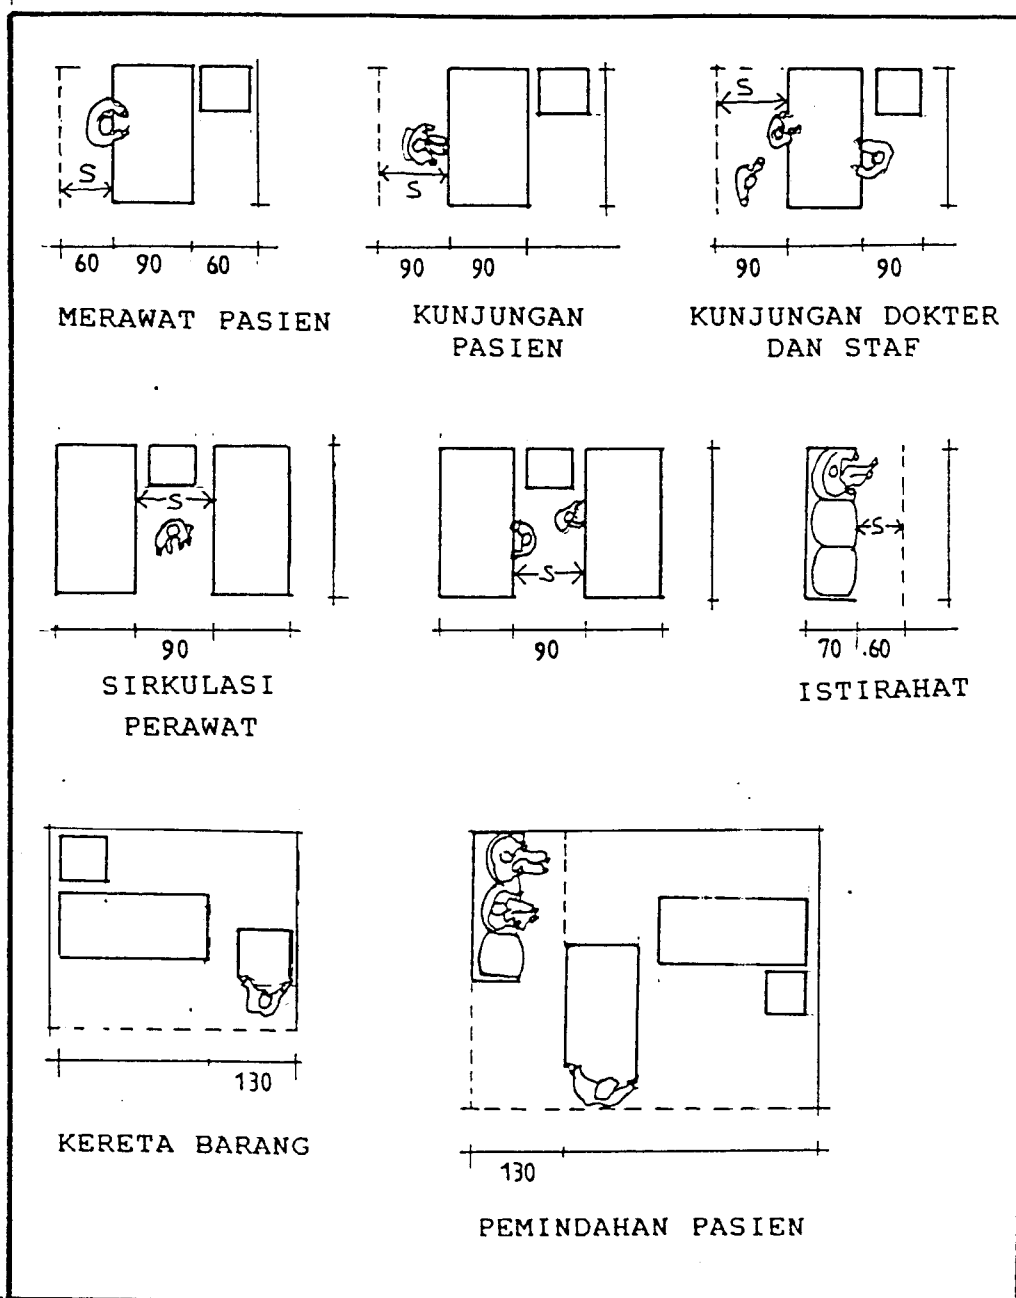 S
60 90 60
MERAWAT PASIEN
S
90 90
KUNJUNGAN
PASIEN
S
90 90
KUNJUNGAN DOKTER
DAN STAF
S
90
SIRKULASI
PERAWAT
S
90
S
70 60
ISTIRAHAT
130
KERETA BARANG
130
PEMINDAHAN PASIEN